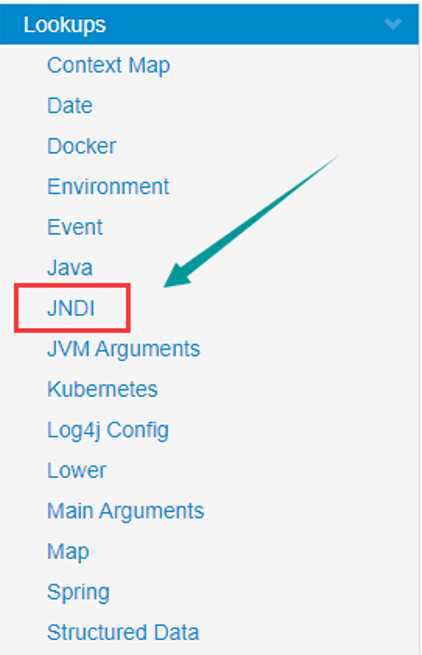 Lookups
Context Map
Date
Docker
Environment
Event
Java
JNDI
JVM Arguments
Kubernetes
Log4j Config
Lower
Main Arguments
Map
Spring
Structured Data